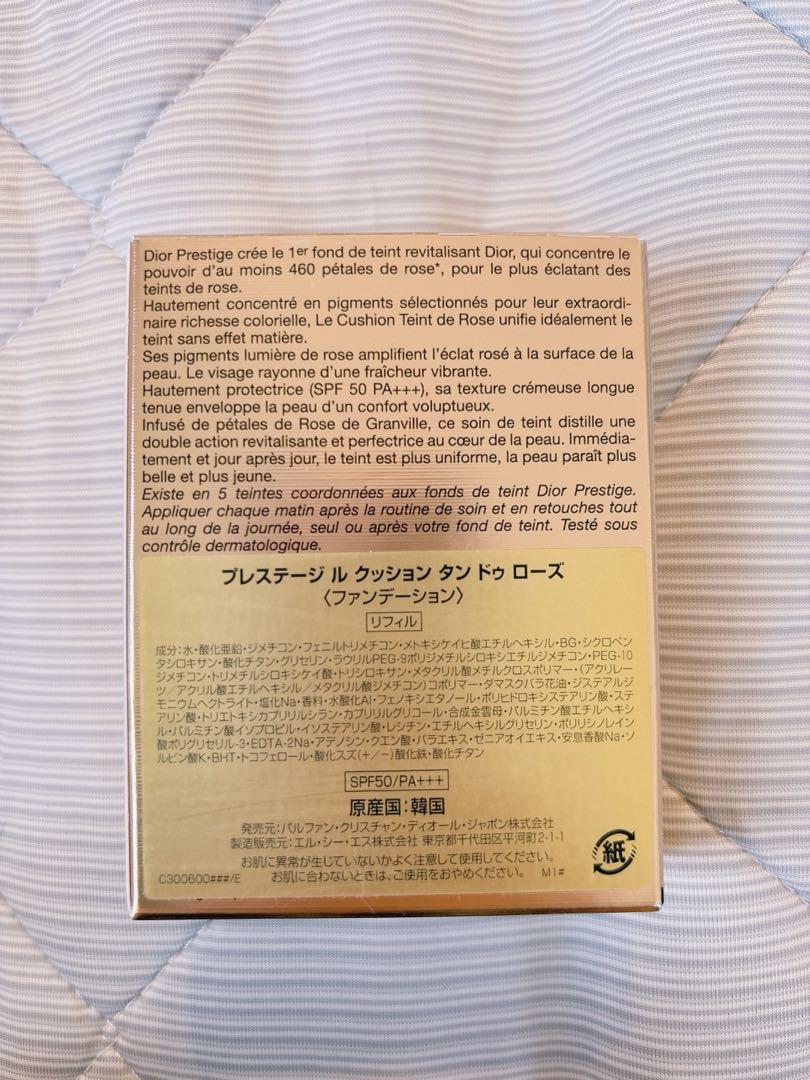 Dior Prestige crée le 1er fond de teint revitalisant Dior, qui concentre le
pouvoir d'au moins 460 pétales de rose*, pour le plus éclatant des
teints de rose.
Hautement concentré en pigments sélectionnés pour leur extraordi-
naire richesse colorielle, Le Cushion Teint de Rose unifie idéalement le
teint sans effet matière.
Ses pigments lumière de rose amplifient l'éclat rosé à la surface de la
peau. Le visage rayonne d'une fraîcheur vibrante.
Hautement protectrice (SPF 50 PA+++), sa texture crémeuse longue
tenue enveloppe la peau d'un confort voluptueux.
Infusé de pétales de Rose de Granville, ce soin de teint distille une
double action revitalisante et perfectrice au cœur de la peau. Immédia-
tement et jour après jour, le teint est plus uniforme, la peau paraît plus
belle et plus jeune.
Existe en 5 teintes coordonnées aux fonds de teint Dior Prestige.
Appliquer chaque matin après la routine de soin et en retouches tout
au long de la journée, seul ou après votre fond de teint. Testé sous
contrôle dermatologique.
プレステージ ル クッション タン ドゥ ローズ
〈ファンデーション〉
リフィル
成分:水・酸化亜鉛・ジメチコン・フェニルトリメチコン・メトキシケイヒ酸エチルヘキシル・BG・シクロペン
タシロキサン・酸化チタン・グリセリン・ラウリルPEG-9ポリジメチルシロキシエチルジメチコン・PEG-10
ジメチコン・トリメチルシロキシケイ酸・トリシロキサン・メタクリル酸メチルクロスポリマー・(アクリレー
ツ/アクリル酸エチルヘキシル/メタクリル酸ジメチコン)コポリマー・ダマスクバラ花油・ジステアルジ
モニウムヘクトライト・塩化Na・香料・水酸化Al・フェノキシエタノール・ポリヒドロキシステアリン酸・ステ
アリン酸・トリエトキシカプリリルシラン・カプリリルグリコール・合成金雲母・パルミチン酸エチルヘキシ
ル・パルミチン酸イソプロピル・イソステアリン酸・レシチン・エチルヘキシルグリセリン・ポリリシノレイン
酸ポリグリセリル-3・EDTA-2Na・アデノシン・クエン酸・バラエキス・ゼニアオイエキス・安息香酸Na・ソ
ルビン酸K・BHT・トコフェロール・酸化スズ(+/−)酸化鉄・酸化チタン
SPF50/PA+++
原産国:韓国
発売元:パルファン・クリスチャン・ディオール・ジャポン株式会社
製造販売元:エル・シー・エス株式会社 東京都千代田区平河町2-1-1
お肌に異常が生じていないかよく注意して使用してください。
お肌に合わないときは、ご使用をおやめください。 M1#
C300600###/E
紙